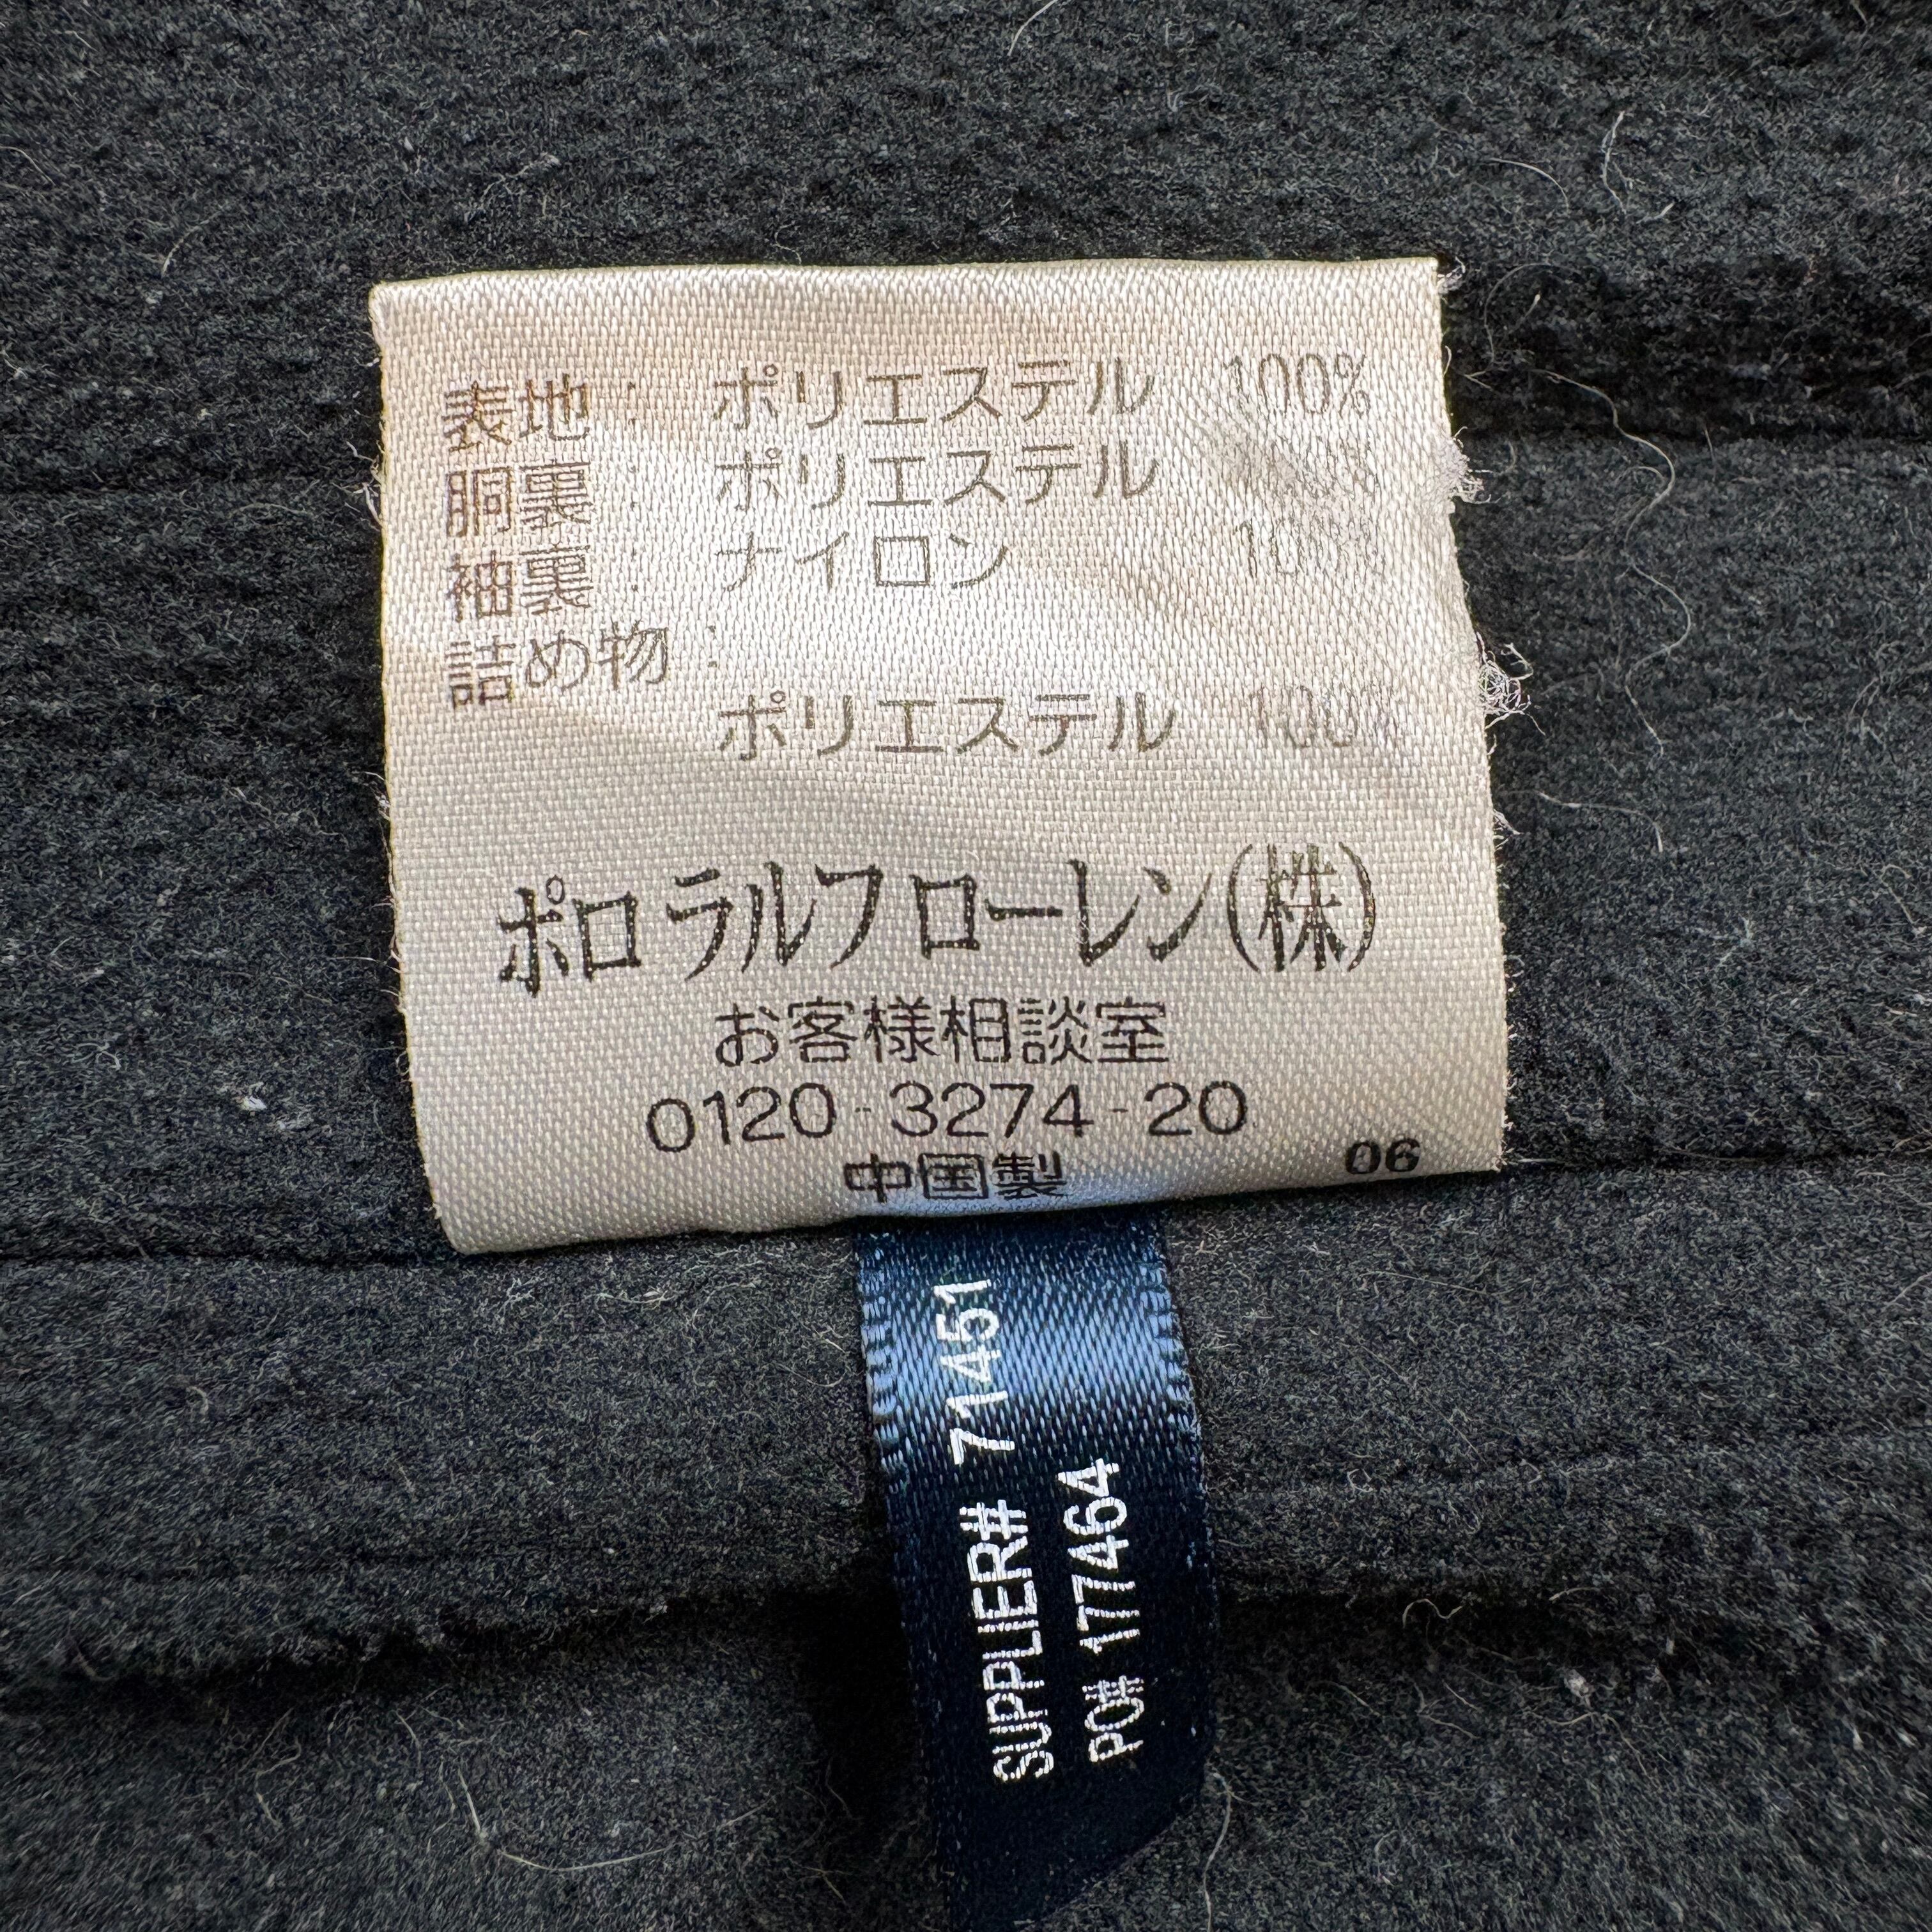 表地: ポリエステル 100%
胴裏: ポリエステル
袖裏: ナイロン 100%
詰め物:
ポリエステル 100%
ポロ ラルフ ローレン(株)
お客様相談室
0120-3274-20
中国製
06
SUPPLIER# 71451
PO# 17464